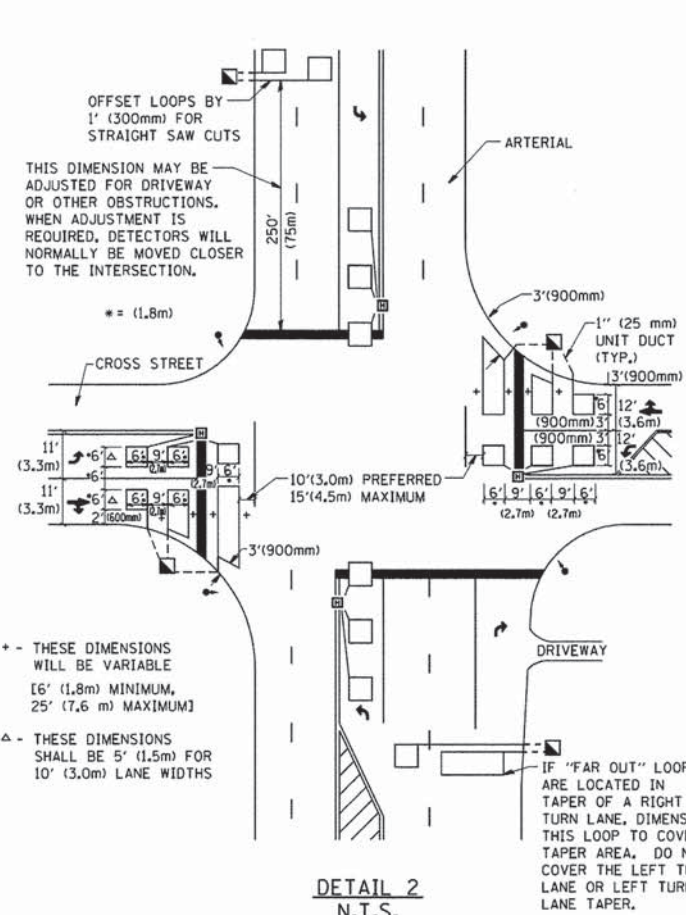 OFFSET LOOPS BY
1' (300mm) FOR
STRAIGHT SAW CUTS
THIS DIMENSION MAY BE
ADJUSTED FOR DRIVEWAY
OR OTHER OBSTRUCTIONS.
WHEN ADJUSTMENT IS
REQUIRED, DETECTORS WILL
NORMALLY BE MOVED CLOSER
TO THE INTERSECTION.
250'
(75m)
ARTERIAL
* = (1.8m)
CROSS STREET
3'(900mm)
1" (25 mm)
UNIT DUCT
(TYP.)
3'(900mm)
6'
12'
(3.6m)
(900mm)3'
(900mm)3'
6'
12'
(3.6m)
6' 9' 6' 9' 6'
(2.7m) (2.7m)
H
H
H
H
11'
(3.3m)
*6' Δ 6' 9' 6'
(2.7m)
*6'
9' 6'
(2.7m)
11'
(3.3m)
*6' Δ 6' 9' 6'
2' (600mm)
10'(3.0m) PREFERRED
15'(4.5m) MAXIMUM
3'(900mm)
+ - THESE DIMENSIONS
WILL BE VARIABLE
[6' (1.8m) MINIMUM,
25' (7.6 m) MAXIMUM]
Δ - THESE DIMENSIONS
SHALL BE 5' (1.5m) FOR
10' (3.0m) LANE WIDTHS
DRIVEWAY
IF "FAR OUT" LOOP
ARE LOCATED IN
TAPER OF A RIGHT
TURN LANE, DIMENS
THIS LOOP TO COV
TAPER AREA. DO N
COVER THE LEFT T
LANE OR LEFT TUR
LANE TAPER.
DETAIL 2
N.T.S.